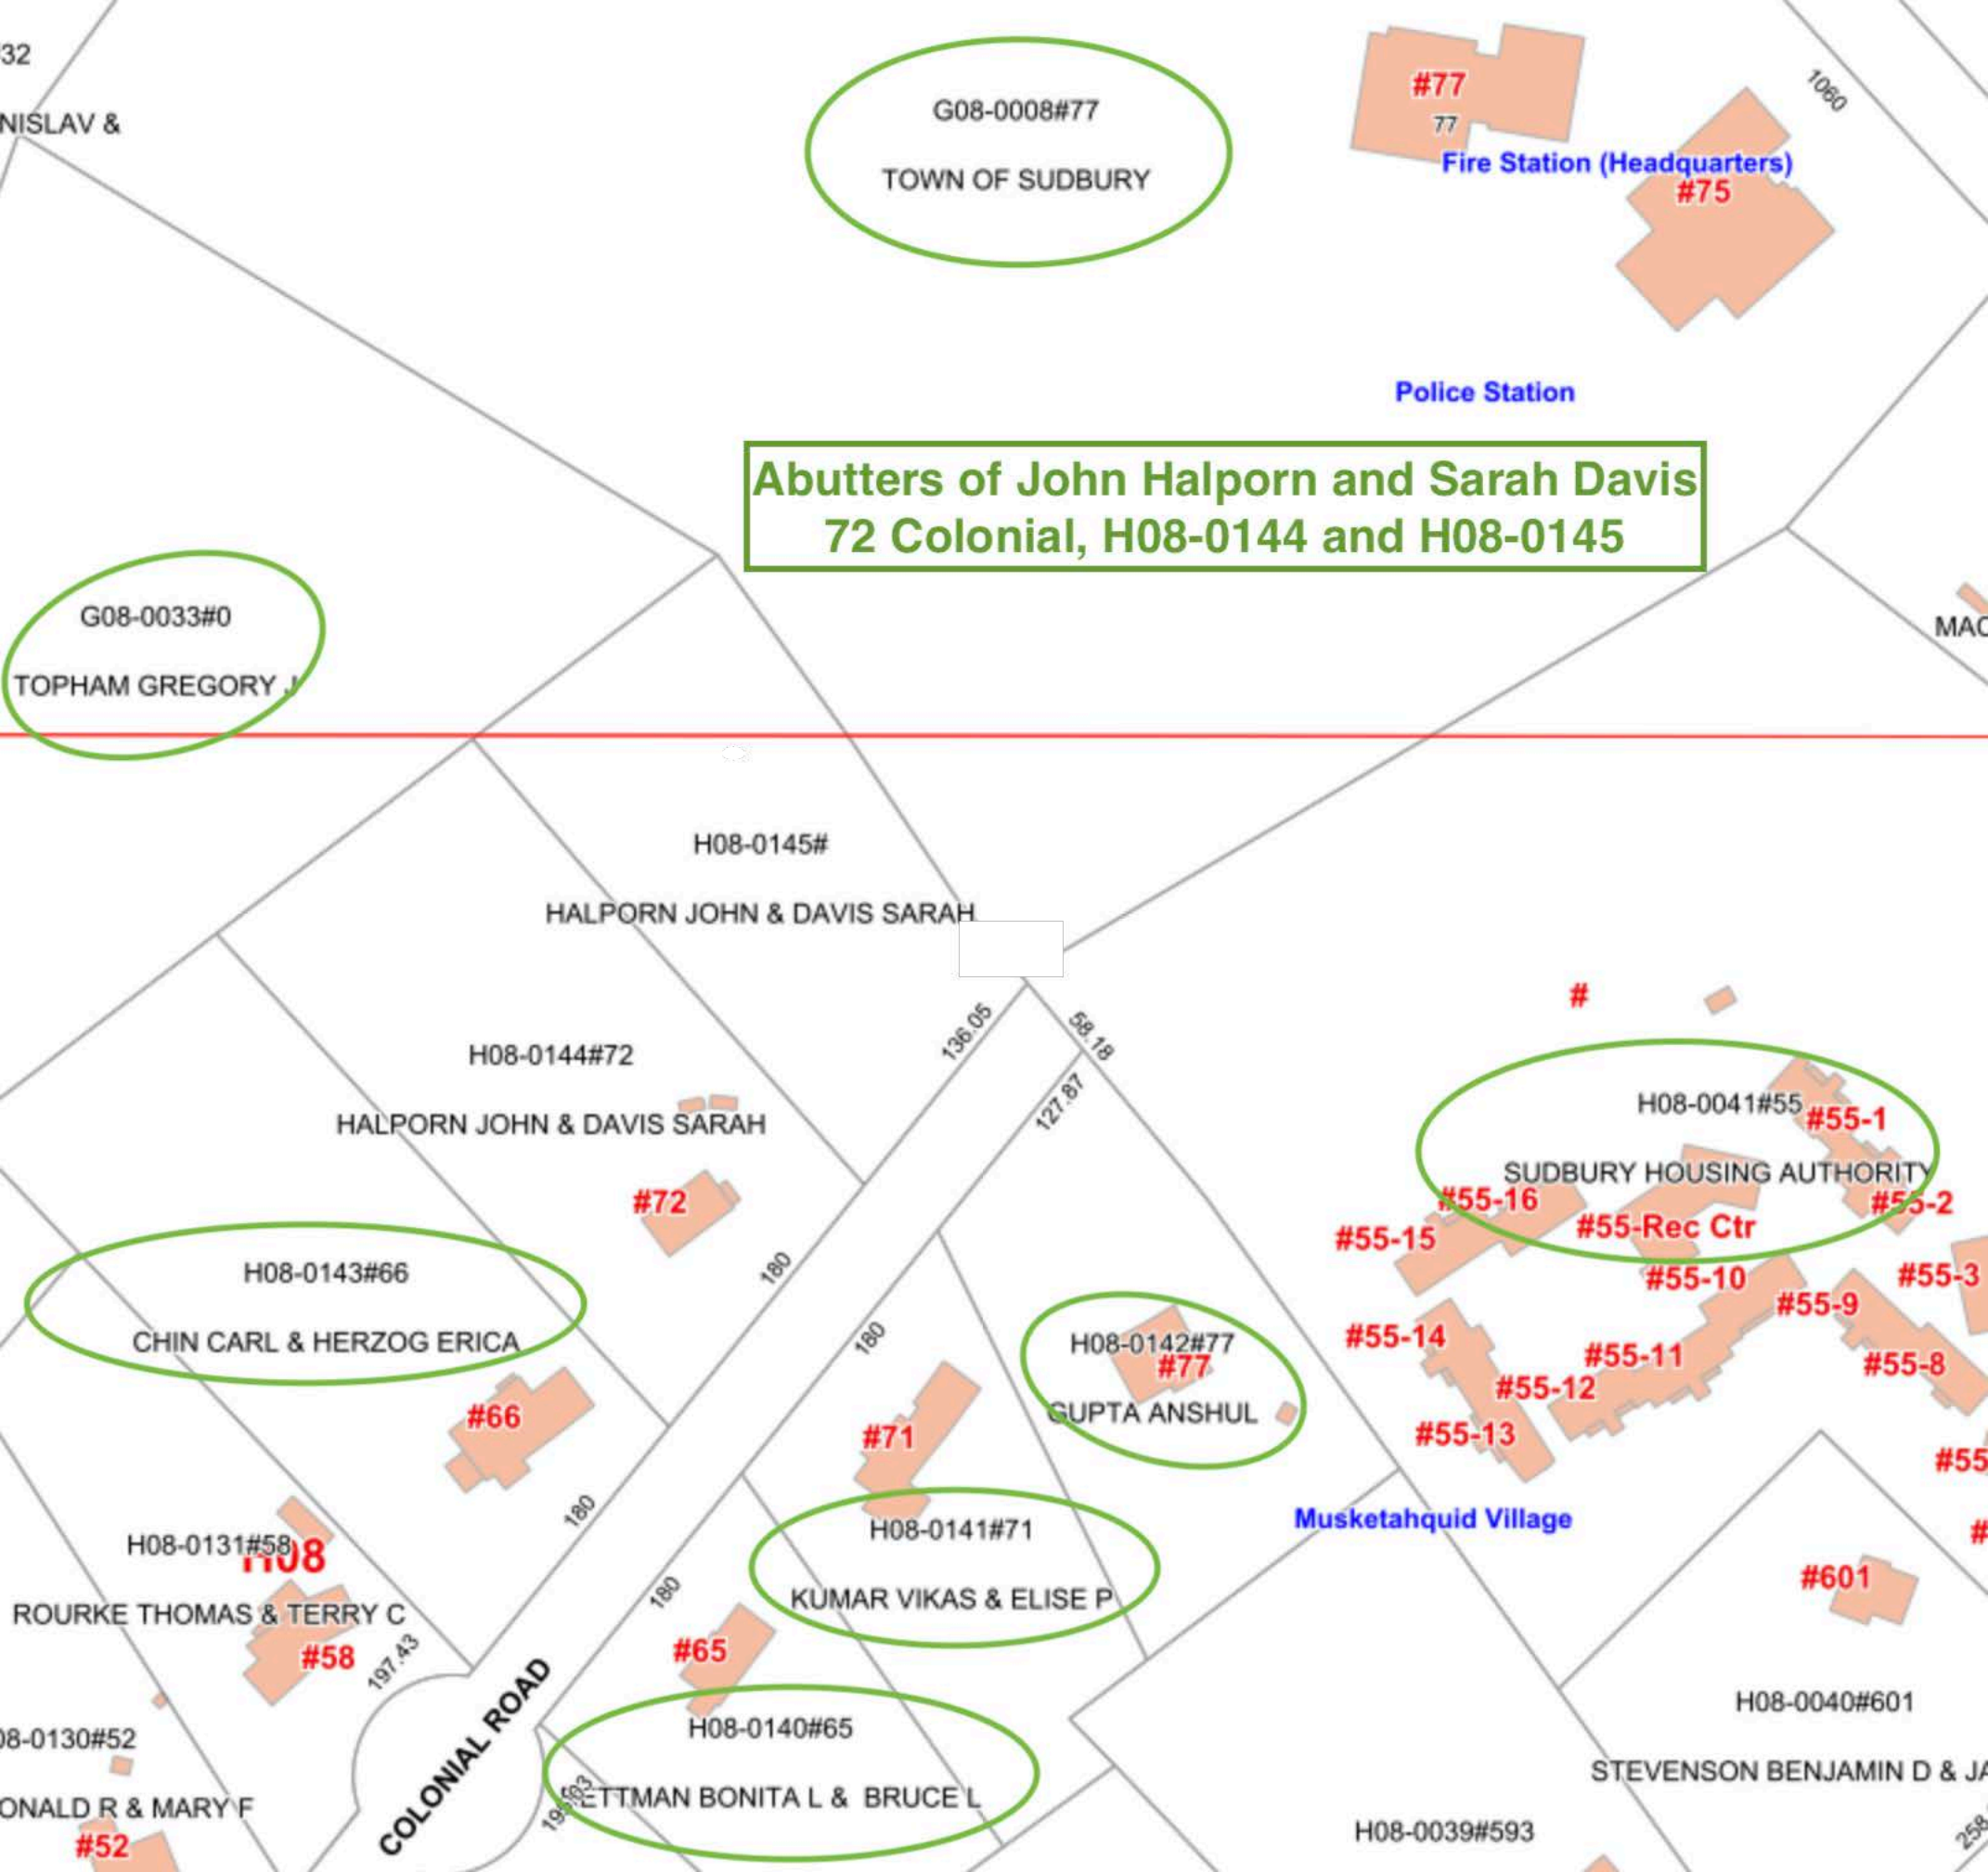 32
NISLAV &
G08-0008#77
TOWN OF SUDBURY
#77
77
Fire Station (Headquarters)
#75
1060
Police Station
Abutters of John Halporn and Sarah Davis
72 Colonial, H08-0144 and H08-0145
G08-0033#0
TOPHAM GREGORY J
MAC
H08-0145#
HALPORN JOHN & DAVIS SARAH
136.05
58.18
127.87
#
H08-0144#72
HALPORN JOHN & DAVIS SARAH
#72
180
180
H08-0041#55
#55-1
SUDBURY HOUSING AUTHORITY
#55-16
#55-2
#55-Rec Ctr
#55-15
#55-10
#55-3
#55-9
#55-14
#55-11
#55-8
#55-12
#55-13
#55
H08-0143#66
CHIN CARL & HERZOG ERICA
#66
180
H08-0142#77
#77
GUPTA ANSHUL
#71
H08-0141#71
KUMAR VIKAS & ELISE P
Musketahquid Village
#
#601
H08-0131#58
H08
ROURKE THOMAS & TERRY C
#58
197.43
180
#65
H08-0140#65
ETTMAN BONITA L & BRUCE L
COLONIAL ROAD
08-0130#52
ONALD R & MARY F
#52
H08-0040#601
STEVENSON BENJAMIN D & JA
H08-0039#593
258